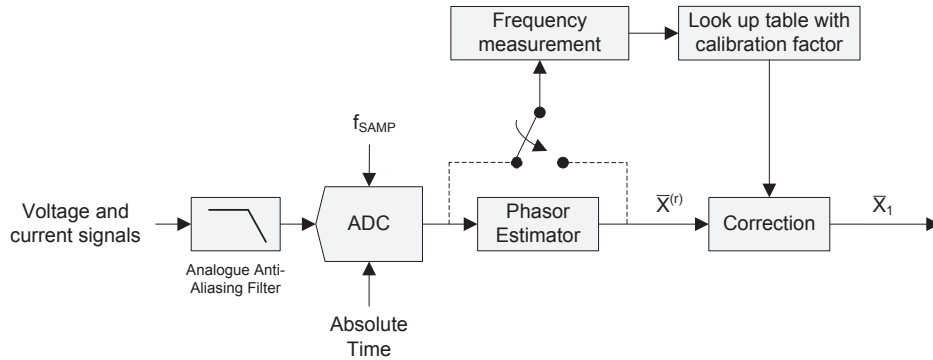 Frequency
measurement
Look up table with
calibration factor
f_SAMP
Voltage and
current signals
ADC
Phasor
Estimator
X̅⁽ʳ⁾
Correction
X̅₁
Analogue Anti-
Aliasing Filter
Absolute
Time